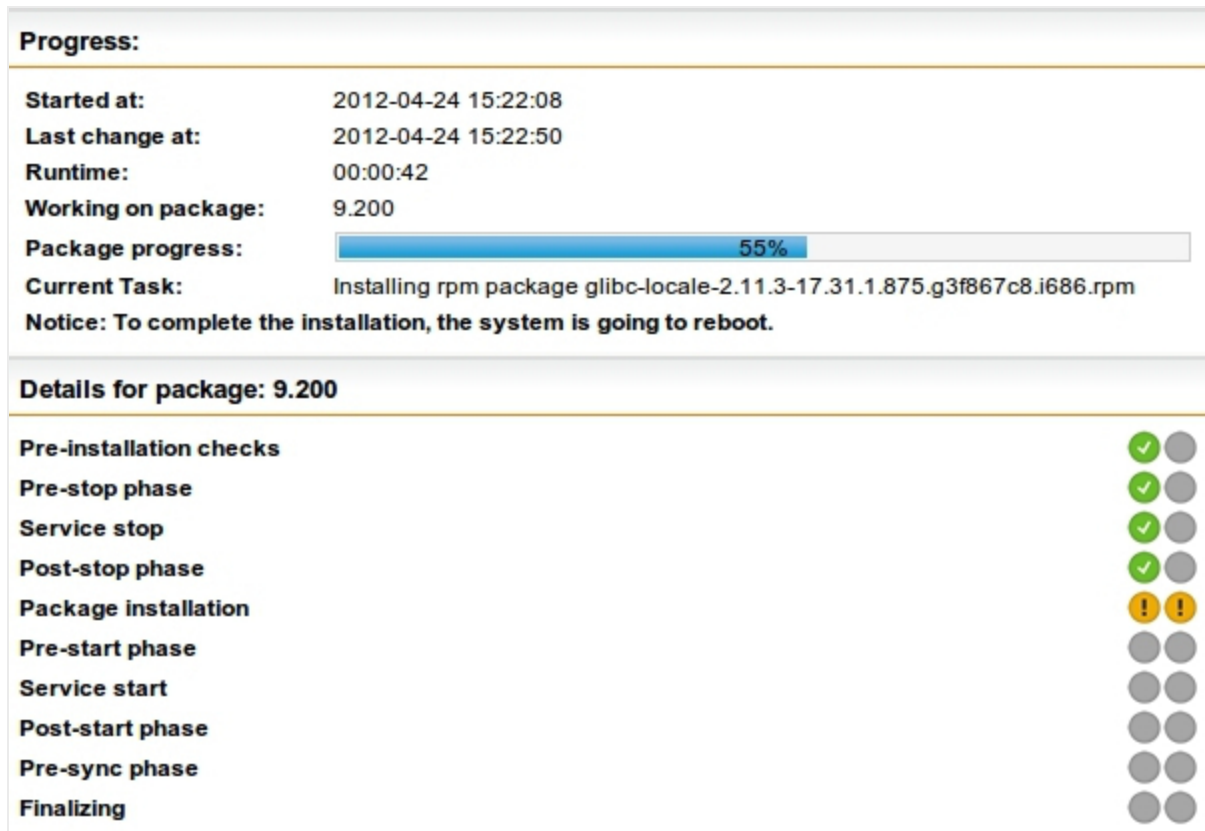 Progress:
Started at: 2012-04-24 15:22:08
Last change at: 2012-04-24 15:22:50
Runtime: 00:00:42
Working on package: 9.200
Package progress: 55%
Current Task: Installing rpm package glibc-locale-2.11.3-17.31.1.875.g3f867c8.i686.rpm
Notice: To complete the installation, the system is going to reboot.
Details for package: 9.200
Pre-installation checks
Pre-stop phase
Service stop
Post-stop phase
Package installation ! !
Pre-start phase
Service start
Post-start phase
Pre-sync phase
Finalizing